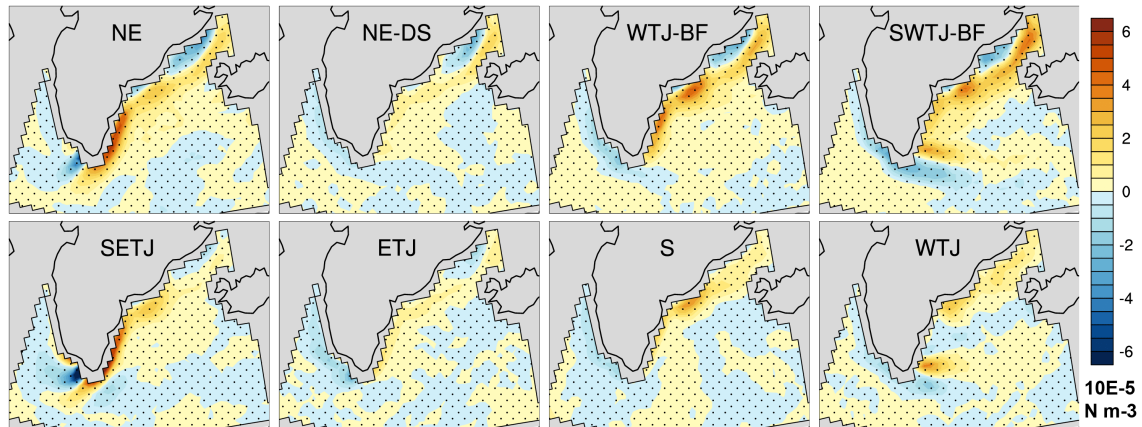 NE
NE-DS
WTJ-BF
SWTJ-BF
SETJ
ETJ
S
WTJ
6
4
2
0
-2
-4
-6
10E-5
N m-3